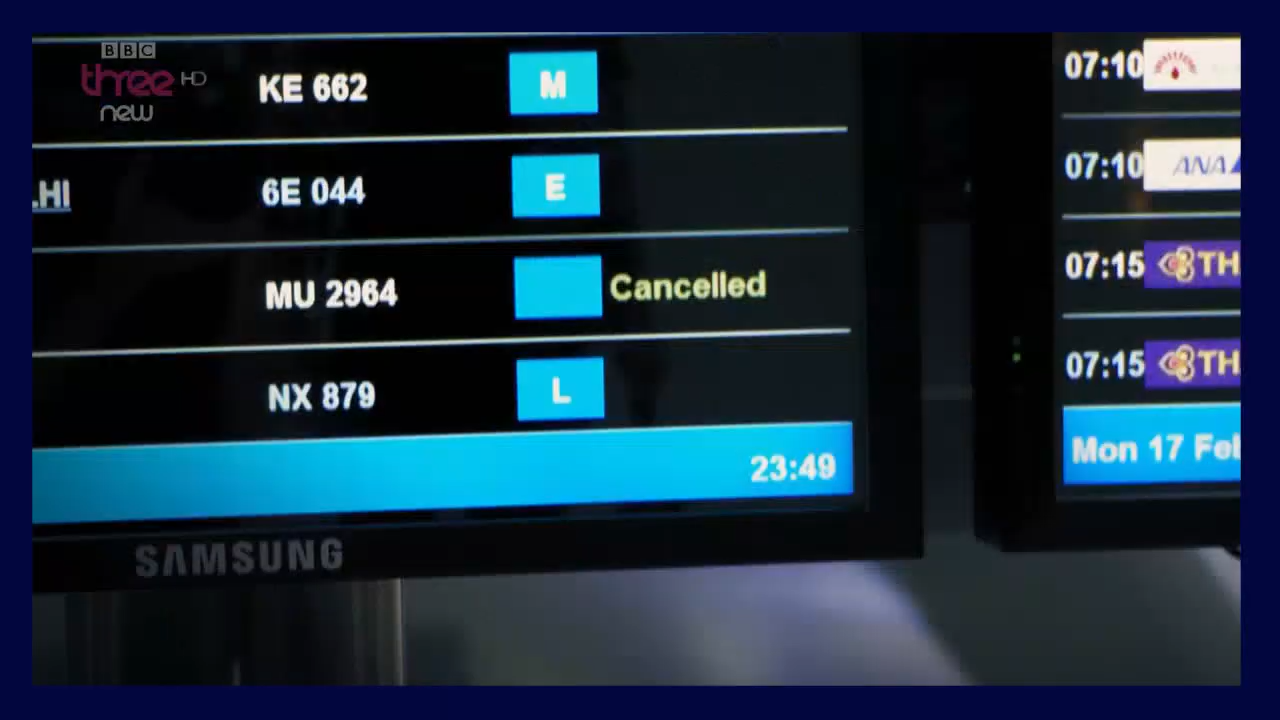 BBC
three HD
new
KE 662 M
.HI 6E 044 E
MU 2964 Cancelled
NX 879 L
23:49
SAMSUNG
07:10
07:10 ANA
07:15 TH
07:15 TH
Mon 17 Feb